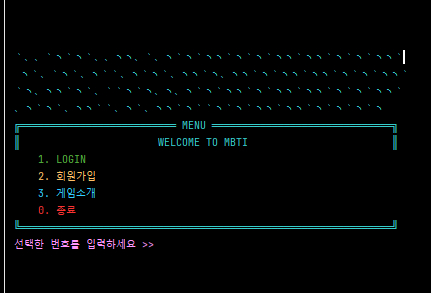 MENU
WELCOME TO MBTI
1. LOGIN
2. 회원가입
3. 게임소개
0. 종료
선택한 번호를 입력하세요 >>